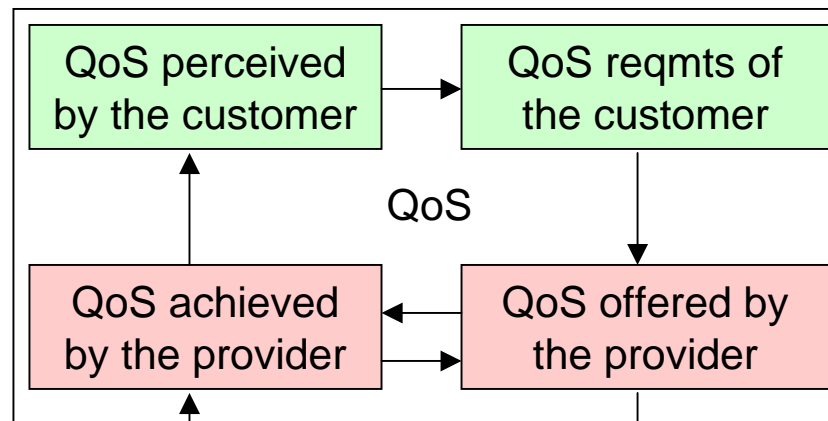 QoS perceived
by the customer
QoS reqmts of
the customer
QoS
QoS achieved
by the provider
QoS offered by
the provider